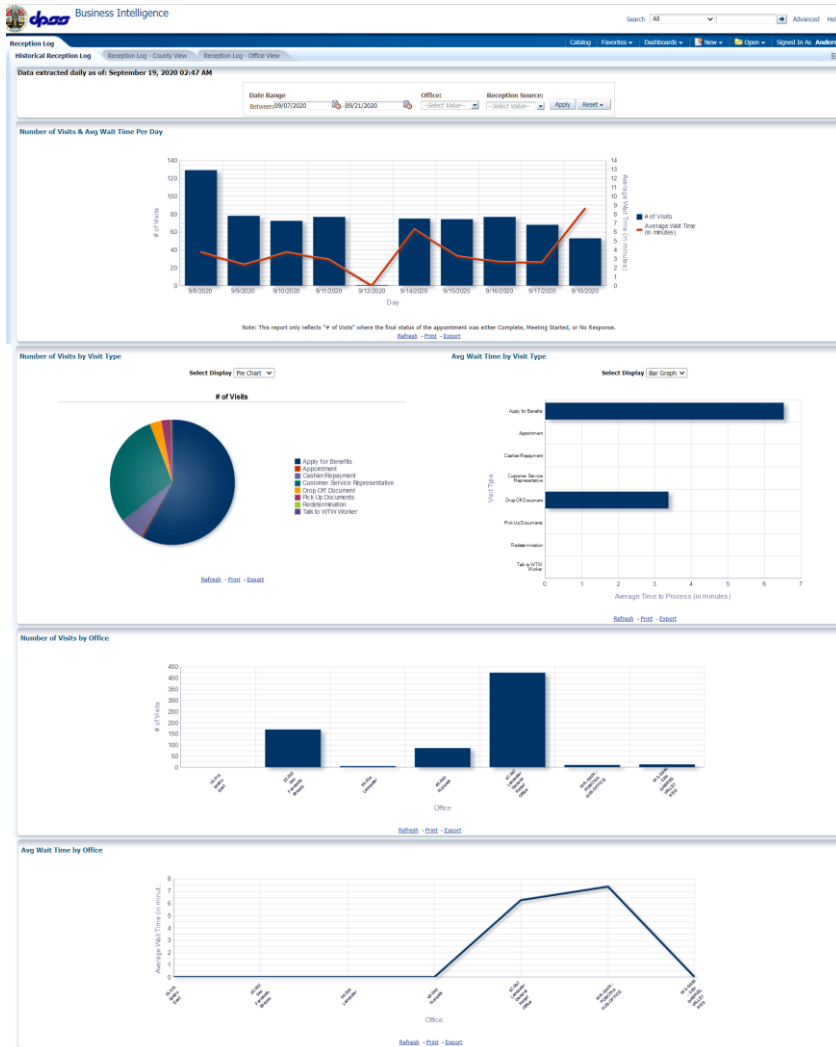 dpss Business Intelligence
Search All Advanced Hel
Reception Log
Catalog Favorites Dashboards New Open Signed In As Anders
Historical Reception Log Reception Log - County View Reception Log - Office View
Data extracted daily as of: September 19, 2020 02:47 AM
Date Range Office: Reception Source:
Between 09/07/2020 - 09/21/2020 --Select Value-- --Select Value-- Apply Reset
Number of Visits & Avg Wait Time Per Day
140 14
13
120 12
11
100 10
9
80 8
7
60 6
5
40 4
3
20 2
1
0 0
# of Visits
Average Wait Time (in minutes)
# of Visits
Average Wait Time
(in minutes)
9/8/2020 9/9/2020 9/10/2020 9/11/2020 9/13/2020 9/14/2020 9/15/2020 9/16/2020 9/17/2020 9/18/2020
Day
Note: This report only reflects "# of Visits" where the final status of the appointment was either Complete, Meeting Started, or No Response.
Refresh - Print - Export
Number of Visits by Visit Type
Select Display Pie Chart
# of Visits
Apply for Benefits
Appointment
Cashier/Repayment
Customer Service Representative
Drop Off Document
Pick Up Documents
Redetermination
Talk to WTW Worker
Refresh - Print - Export
Avg Wait Time by Visit Type
Select Display Bar Graph
Visit Type
Apply for Benefits
Appointment
Cashier/Repayment
Customer Service
Representative
Drop Off Document
Pick Up Documents
Redetermination
Talk to WTW
Worker
0 1 2 3 4 5 6 7
Average Time to Process (in minutes)
Refresh - Print - Export
Number of Visits by Office
# of Visits
450
400
350
300
250
200
150
100
50
0
Office
Refresh - Print - Export
Avg Wait Time by Office
Average Wait Time (in minut...
8
7
6
5
4
3
2
1
0
Office
Refresh - Print - Export